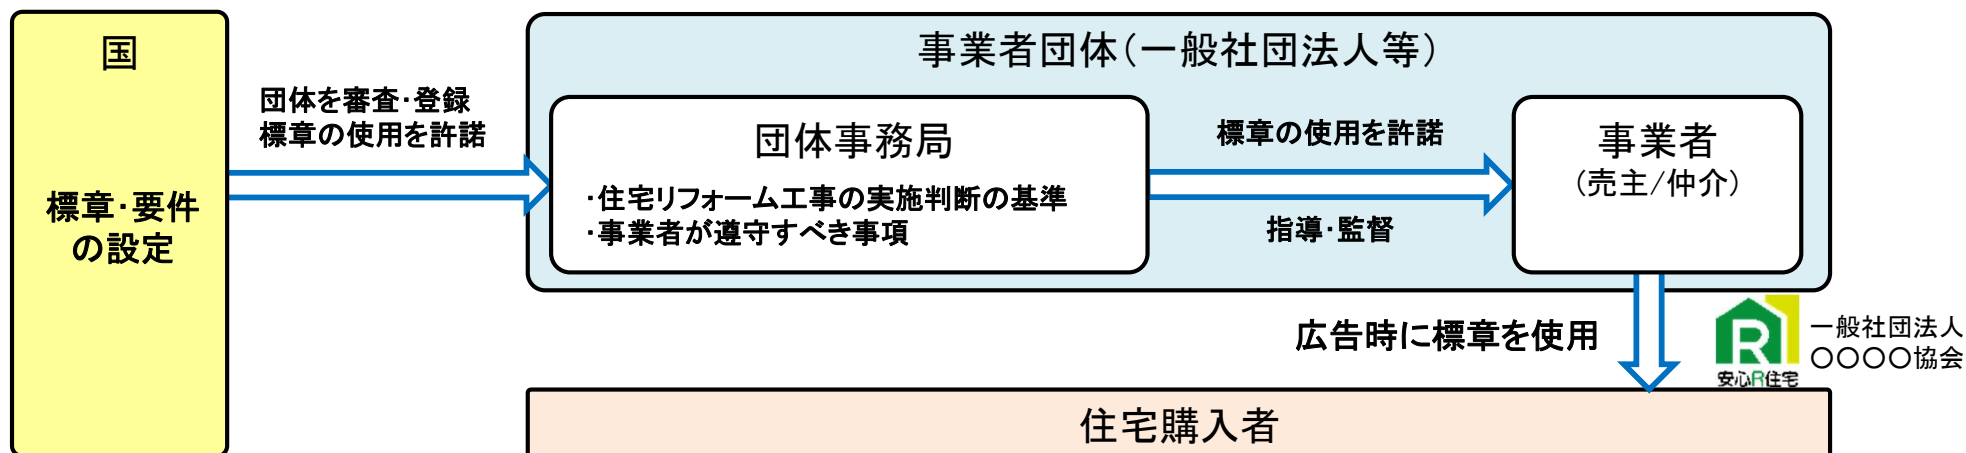 国
標章・要件
の設定
団体を審査・登録
標章の使用を許諾
事業者団体(一般社団法人等)
団体事務局
・住宅リフォーム工事の実施判断の基準
・事業者が遵守すべき事項
標章の使用を許諾
指導・監督
事業者
(売主/仲介)
広告時に標章を使用
R
安心R住宅
一般社団法人
〇〇〇〇協会
住宅購入者